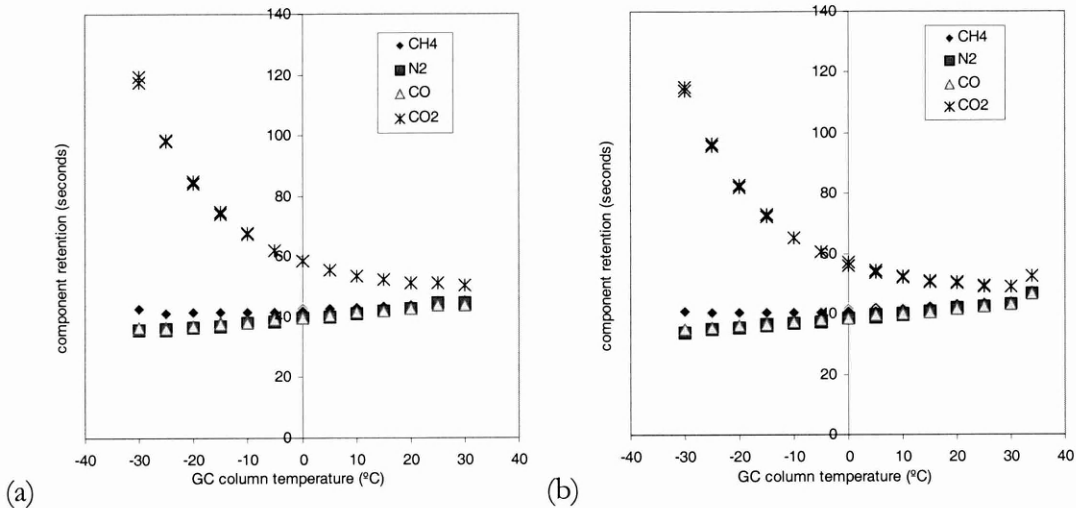 140
120
100
80
60
40
20
0
-40 -30 -20 -10 0 10 20 30 40
component retention (seconds)
GC column temperature (ºC)
CH4
N2
CO
CO2
(a)
140
120
100
80
60
40
20
0
-40 -30 -20 -10 0 10 20 30 40
component retention (seconds)
GC column temperature (ºC)
CH4
N2
CO
CO2
(b)